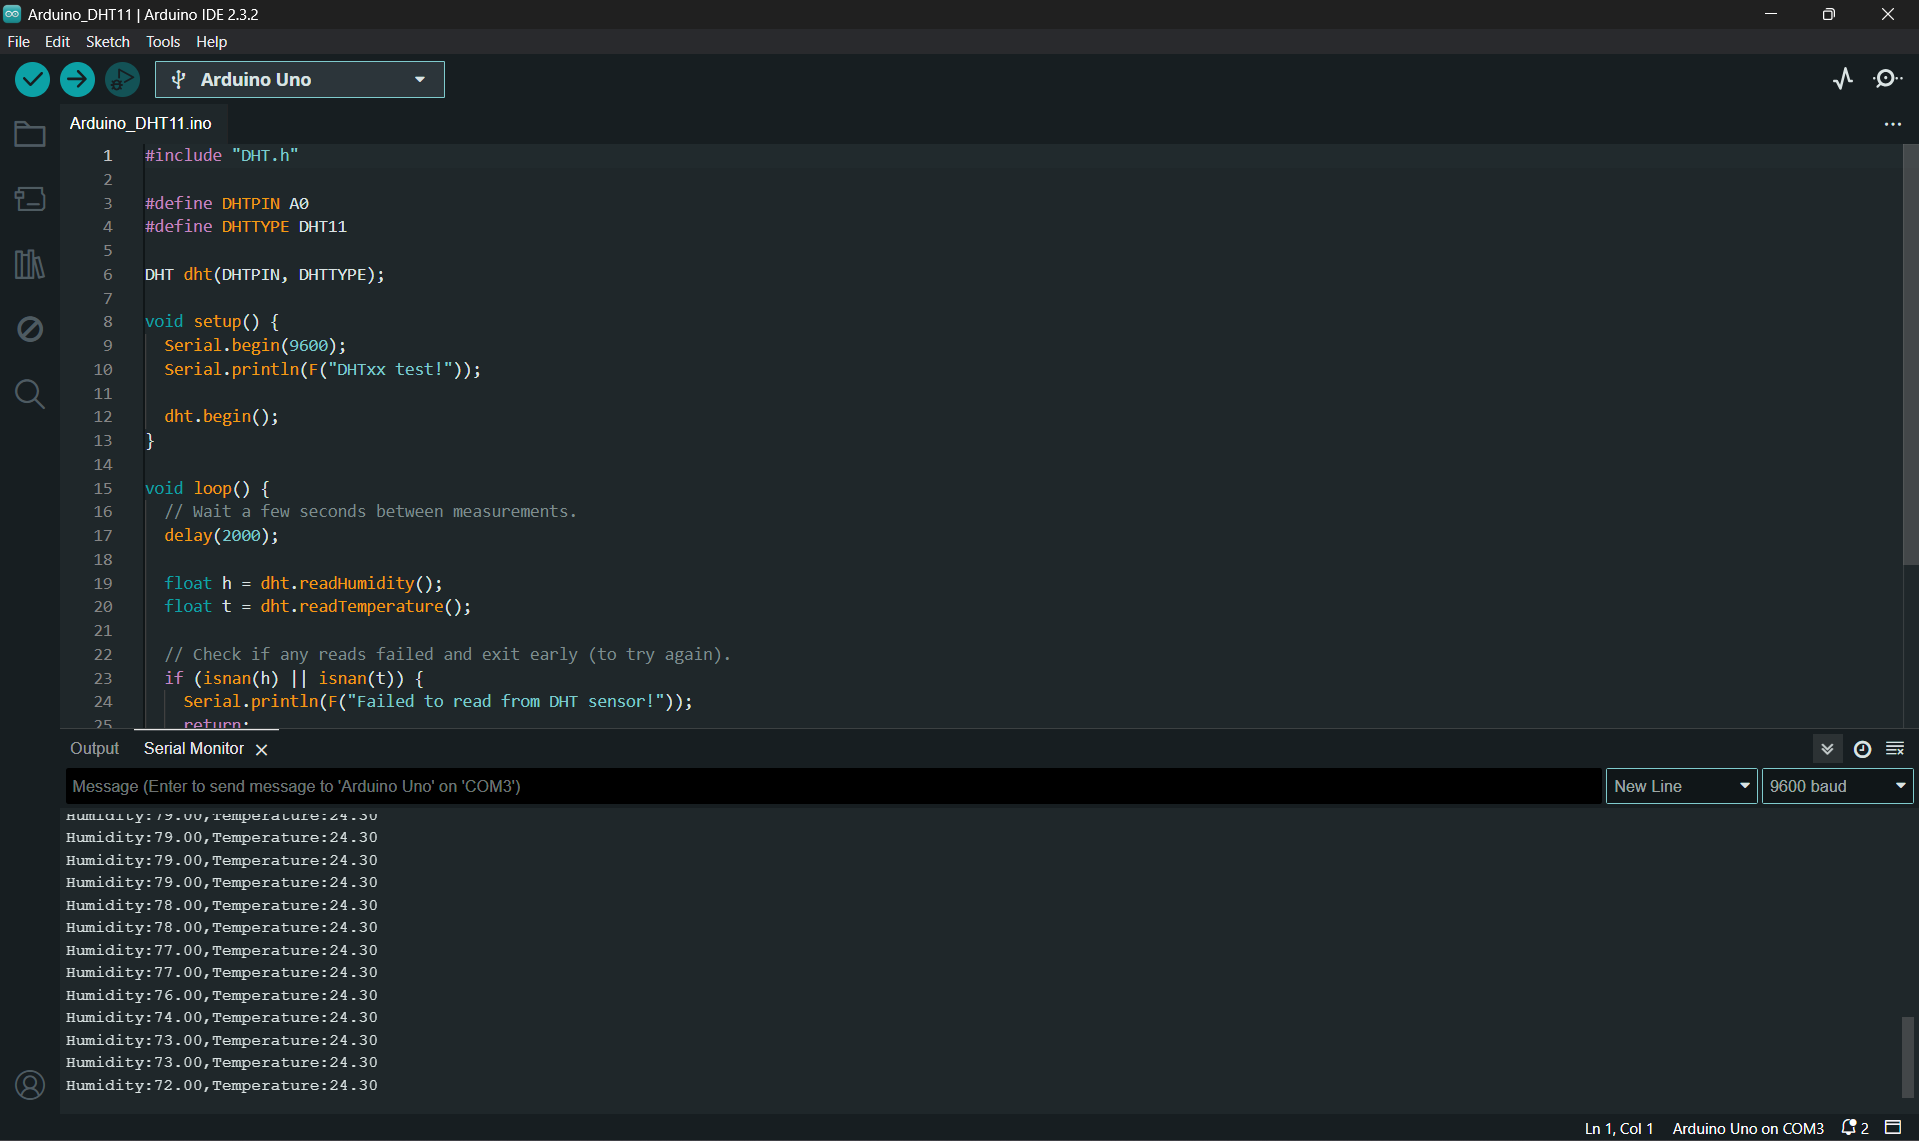 Arduino_DHT11 | Arduino IDE 2.3.2
File Edit Sketch Tools Help
Arduino Uno
Arduino_DHT11.ino
1 #include "DHT.h"
2
3 #define DHTPIN A0
4 #define DHTTYPE DHT11
5
6 DHT dht(DHTPIN, DHTTYPE);
7
8 void setup() {
9 Serial.begin(9600);
10 Serial.println(F("DHTxx test!"));
11
12 dht.begin();
13 }
14
15 void loop() {
16 // Wait a few seconds between measurements.
17 delay(2000);
18
19 float h = dht.readHumidity();
20 float t = dht.readTemperature();
21
22 // Check if any reads failed and exit early (to try again).
23 if (isnan(h) || isnan(t)) {
24 Serial.println(F("Failed to read from DHT sensor!"));
25 return;
Output Serial Monitor
Message (Enter to send message to 'Arduino Uno' on 'COM3') New Line 9600 baud
Humidity:79.00,Temperature:24.30
Humidity:79.00,Temperature:24.30
Humidity:79.00,Temperature:24.30
Humidity:79.00,Temperature:24.30
Humidity:78.00,Temperature:24.30
Humidity:78.00,Temperature:24.30
Humidity:77.00,Temperature:24.30
Humidity:77.00,Temperature:24.30
Humidity:76.00,Temperature:24.30
Humidity:74.00,Temperature:24.30
Humidity:73.00,Temperature:24.30
Humidity:73.00,Temperature:24.30
Humidity:72.00,Temperature:24.30
Ln 1, Col 1 Arduino Uno on COM3 2